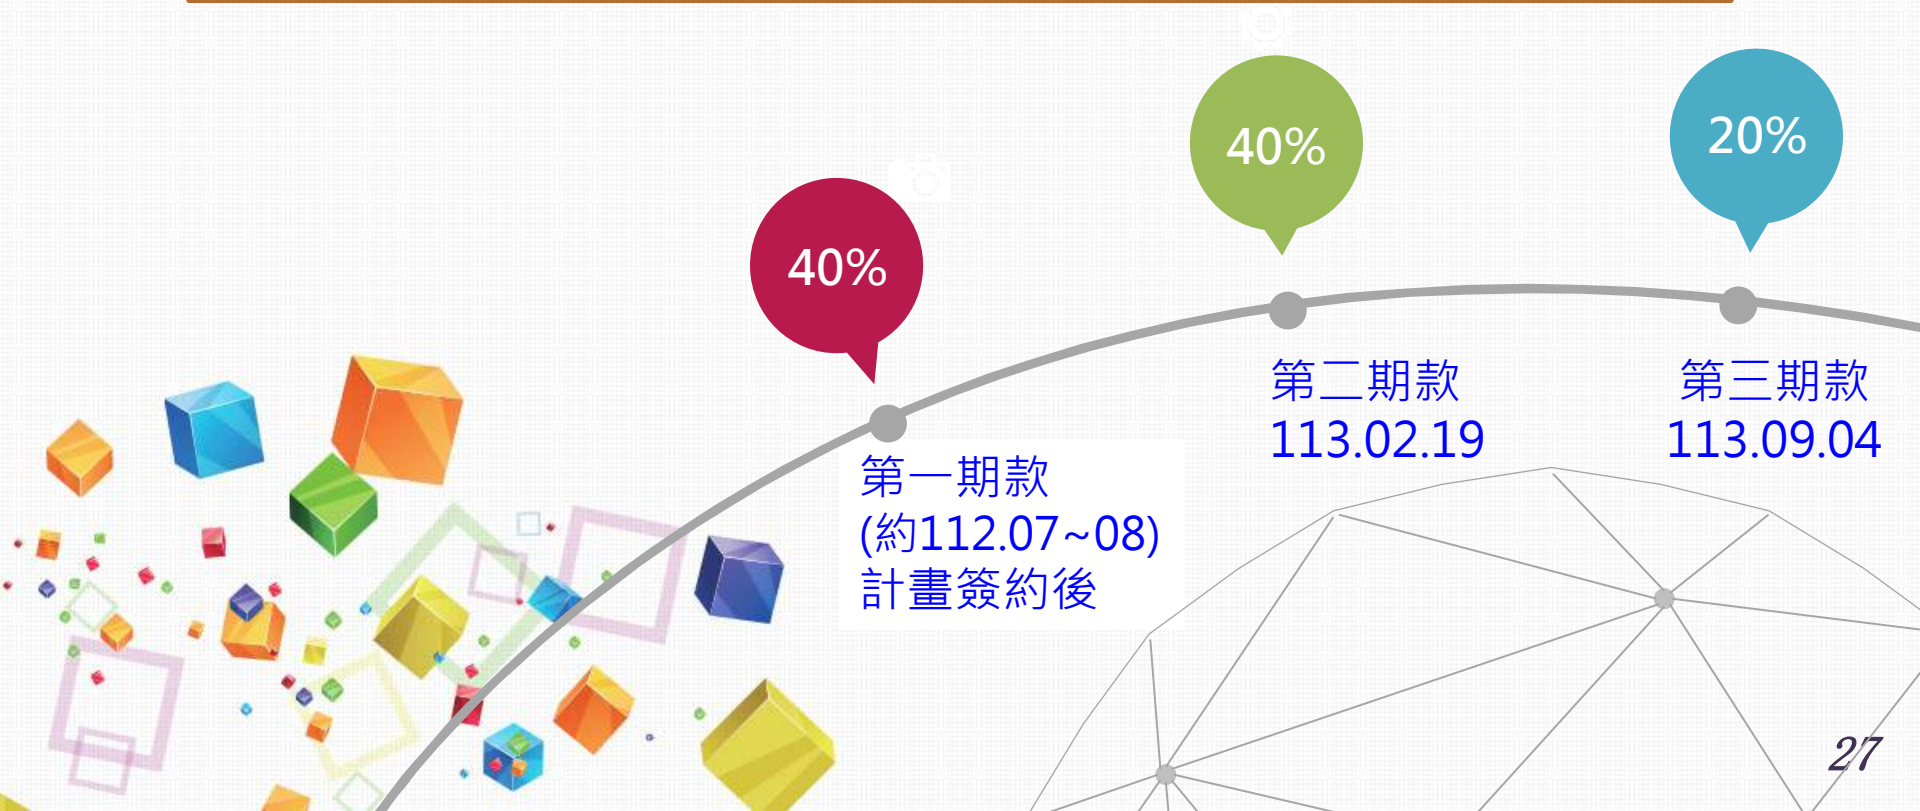 40%
第一期款
(約112.07~08)
計畫簽約後
40%
第二期款
113.02.19
20%
第三期款
113.09.04
27